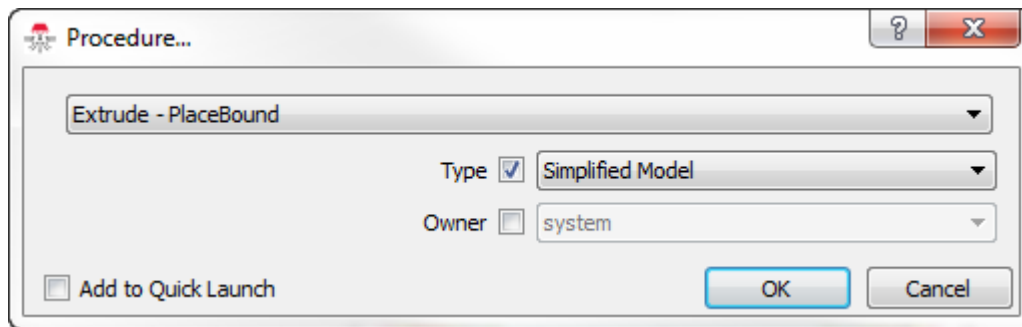 Procedure...
Extrude - PlaceBound
Type Simplified Model
Owner system
Add to Quick Launch OK Cancel